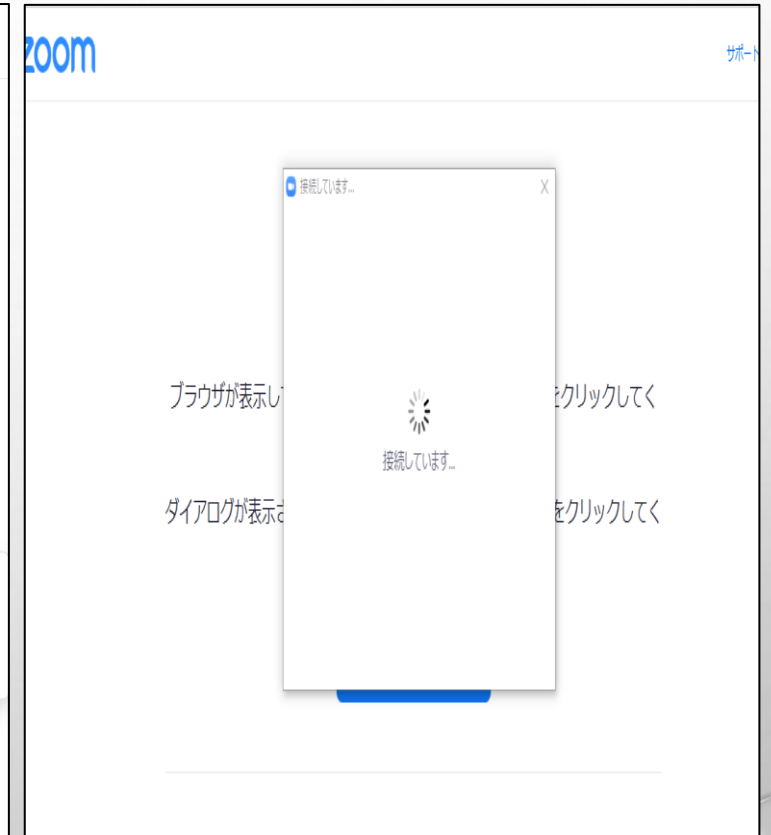 zoom
サポート
接続しています...
X
ブラウザが表示し
をクリックしてく
接続しています...
ダイアログが表示さ
をクリックしてく